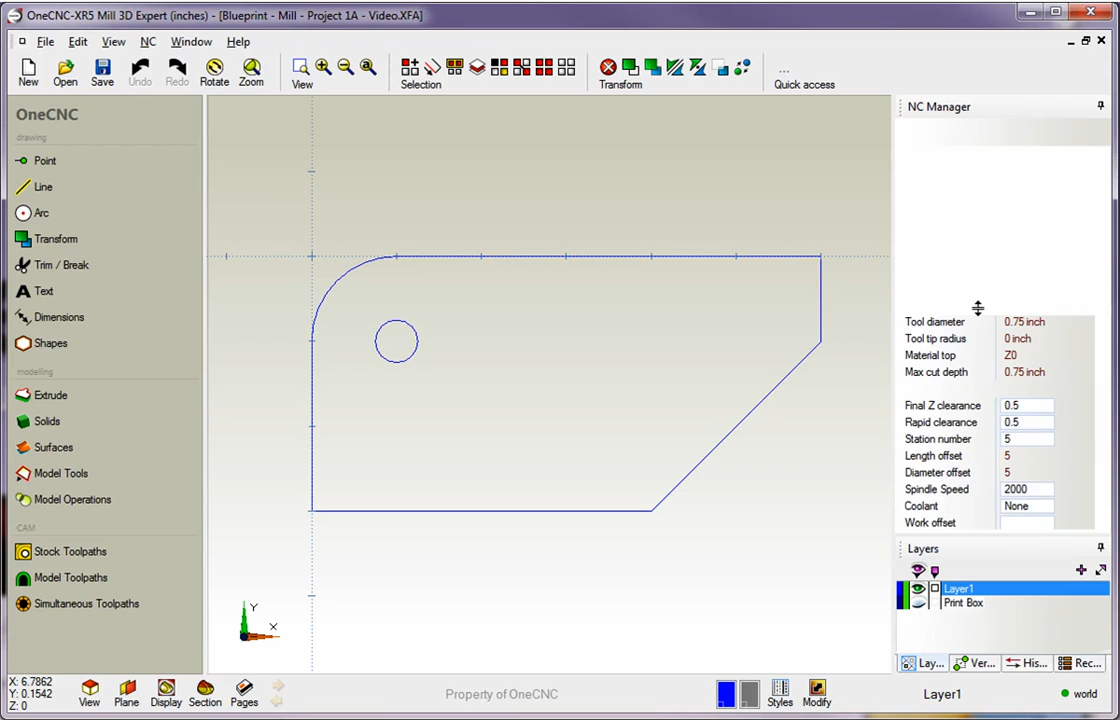 OneCNC-XR5 Mill 3D Expert (inches) - [Blueprint - Mill - Project 1A - Video.XFA]
File Edit View NC Window Help
New Open Save Undo Redo Rotate Zoom View Selection Transform ... Quick access
OneCNC
drawing
Point
Line
Arc
Transform
Trim / Break
Text
Dimensions
Shapes
modelling
Extrude
Solids
Surfaces
Model Tools
Model Operations
CAM
Stock Toolpaths
Model Toolpaths
Simultaneous Toolpaths
Y
X
NC Manager
Tool diameter 0.75 inch
Tool tip radius 0 inch
Material top Z0
Max cut depth 0.75 inch
Final Z clearance 0.5
Rapid clearance 0.5
Station number 5
Length offset 5
Diameter offset 5
Spindle Speed 2000
Coolant None
Work offset
Layers
Layer1
Print Box
Lay... Ver... His... Rec...
X: 6.7862
Y: 0.1542
Z: 0
View Plane Display Section Pages
Property of OneCNC
Styles Modify
Layer1
world